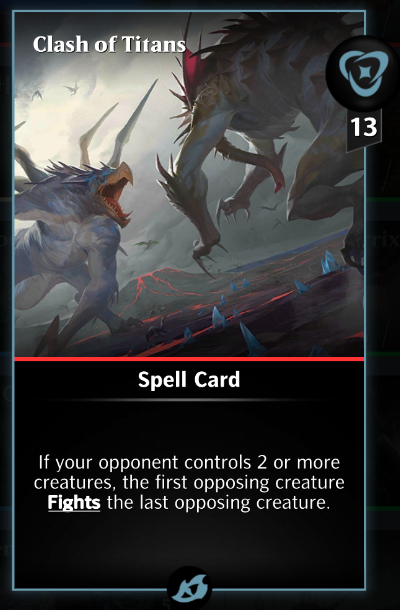 Clash of Titans
13
Spell Card
If your opponent controls 2 or more
creatures, the first opposing creature
Fights the last opposing creature.